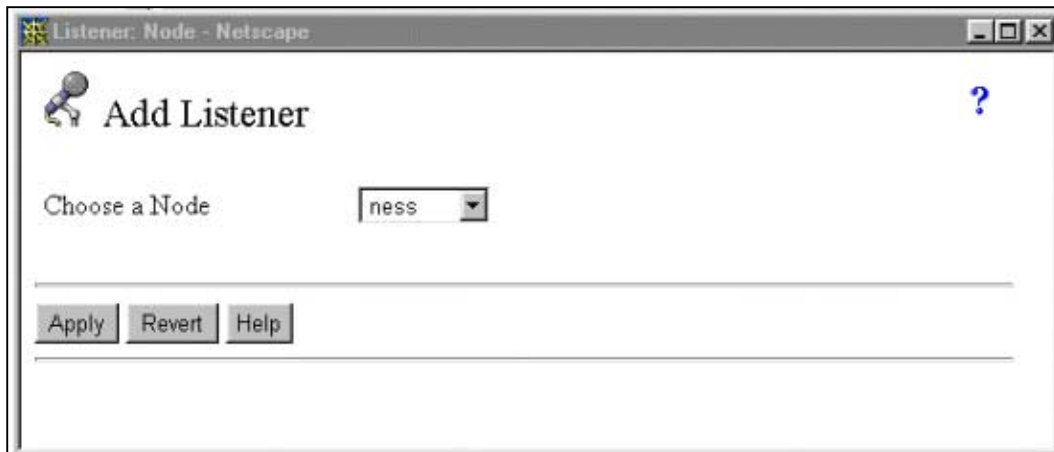 Listener: Node - Netscape
Add Listener
?
Choose a Node
ness
Apply Revert Help